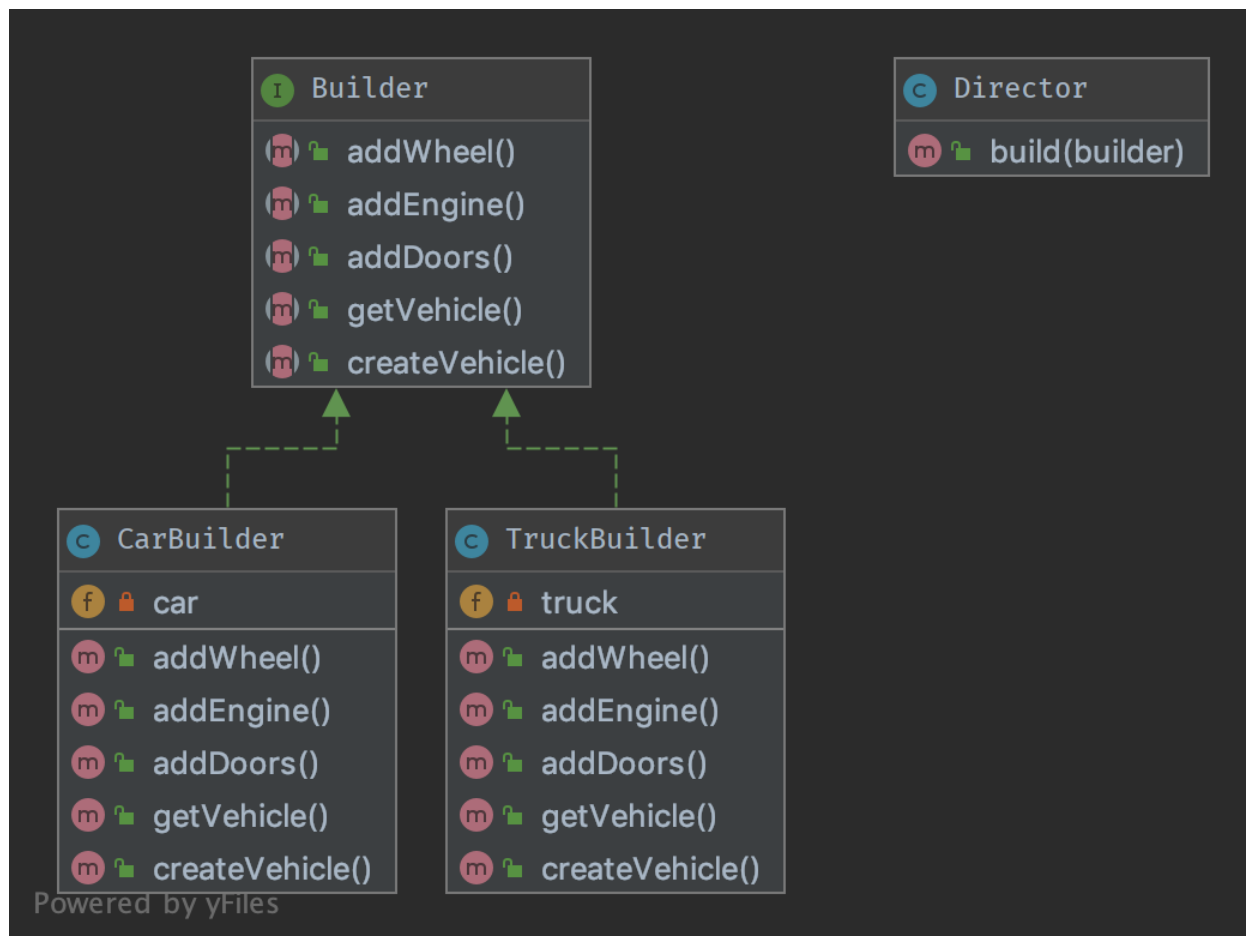 I Builder
m addWheel()
m addEngine()
m addDoors()
m getVehicle()
m createVehicle()
C Director
m build(builder)
C CarBuilder
f car
m addWheel()
m addEngine()
m addDoors()
m getVehicle()
m createVehicle()
C TruckBuilder
f truck
m addWheel()
m addEngine()
m addDoors()
m getVehicle()
m createVehicle()
Powered by yFiles